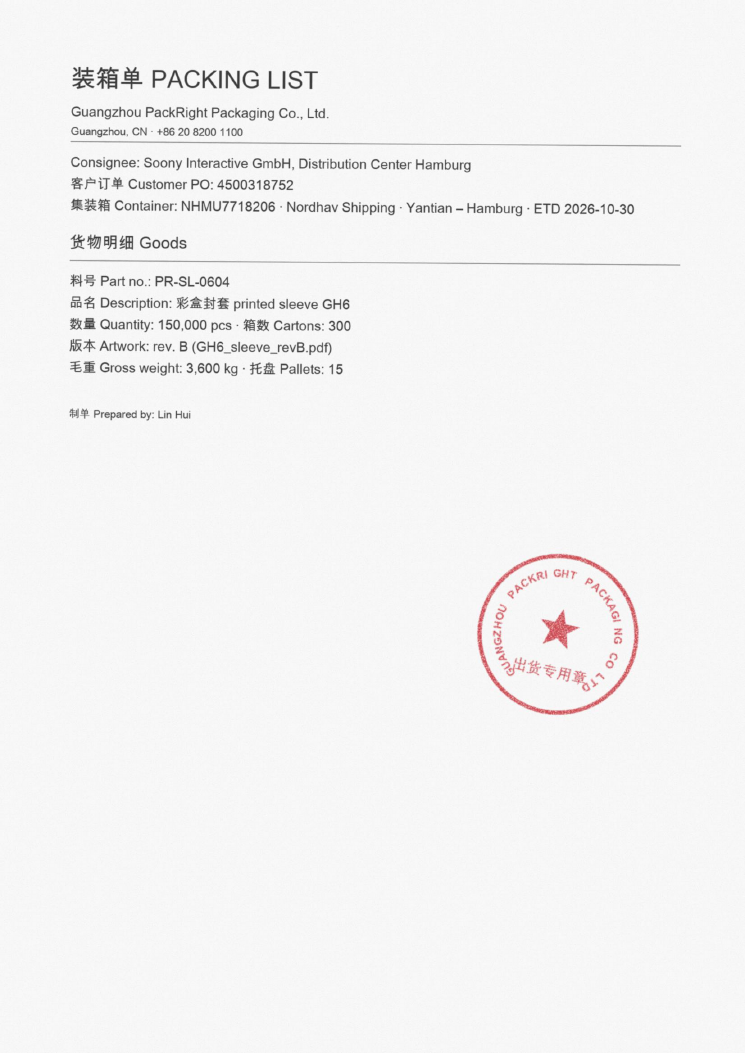 装箱单 PACKING LIST
Guangzhou PackRight Packaging Co., Ltd.
Guangzhou, CN · +86 20 8200 1100
Consignee: Soony Interactive GmbH, Distribution Center Hamburg
客户订单 Customer PO: 4500318752
集装箱 Container: NHMU7718206 · Nordhav Shipping · Yantian – Hamburg · ETD 2026-10-30
货物明细 Goods
料号 Part no.: PR-SL-0604
品名 Description: 彩盒封套 printed sleeve GH6
数量 Quantity: 150,000 pcs · 箱数 Cartons: 300
版本 Artwork: rev. B (GH6_sleeve_revB.pdf)
毛重 Gross weight: 3,600 kg · 托盘 Pallets: 15
制单 Prepared by: Lin Hui
GUANGZHOU PACKRIGHT PACKAGING CO LTD
出货专用章